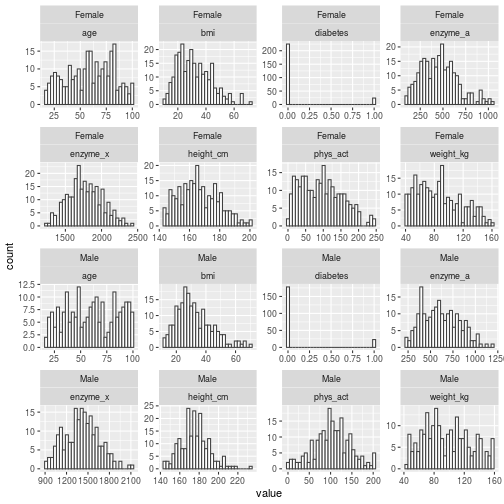 Female Female Female Female
age bmi diabetes enzyme_a
15 10 5 0 20 15 10 5 0 200 150 100 50 0 20 15 10 5 0
25 50 75 100 20 40 60 0.00 0.25 0.50 0.75 1.00 250 500 750 1000
Female Female Female Female
enzyme_x height_cm phys_act weight_kg
20 15 10 5 0 20 15 10 5 0 15 10 5 0 15 10 5 0
1500 2000 2500 140 160 180 200 0 50 100 150 200 250 40 80 120 160
count
Male Male Male Male
age bmi diabetes enzyme_a
12.5 10.0 7.5 5.0 2.5 0.0 15 10 5 0 150 100 50 0 15 10 5 0
25 50 75 100 20 40 60 0.00 0.25 0.50 0.75 1.00 250 500 750 1000 1250
Male Male Male Male
enzyme_x height_cm phys_act weight_kg
15 10 5 0 25 20 15 10 5 0 15 10 5 0 10 5 0
900 1200 1500 1800 2100 140 160 180 200 220 0 50 100 150 200 40 80 120 160
value